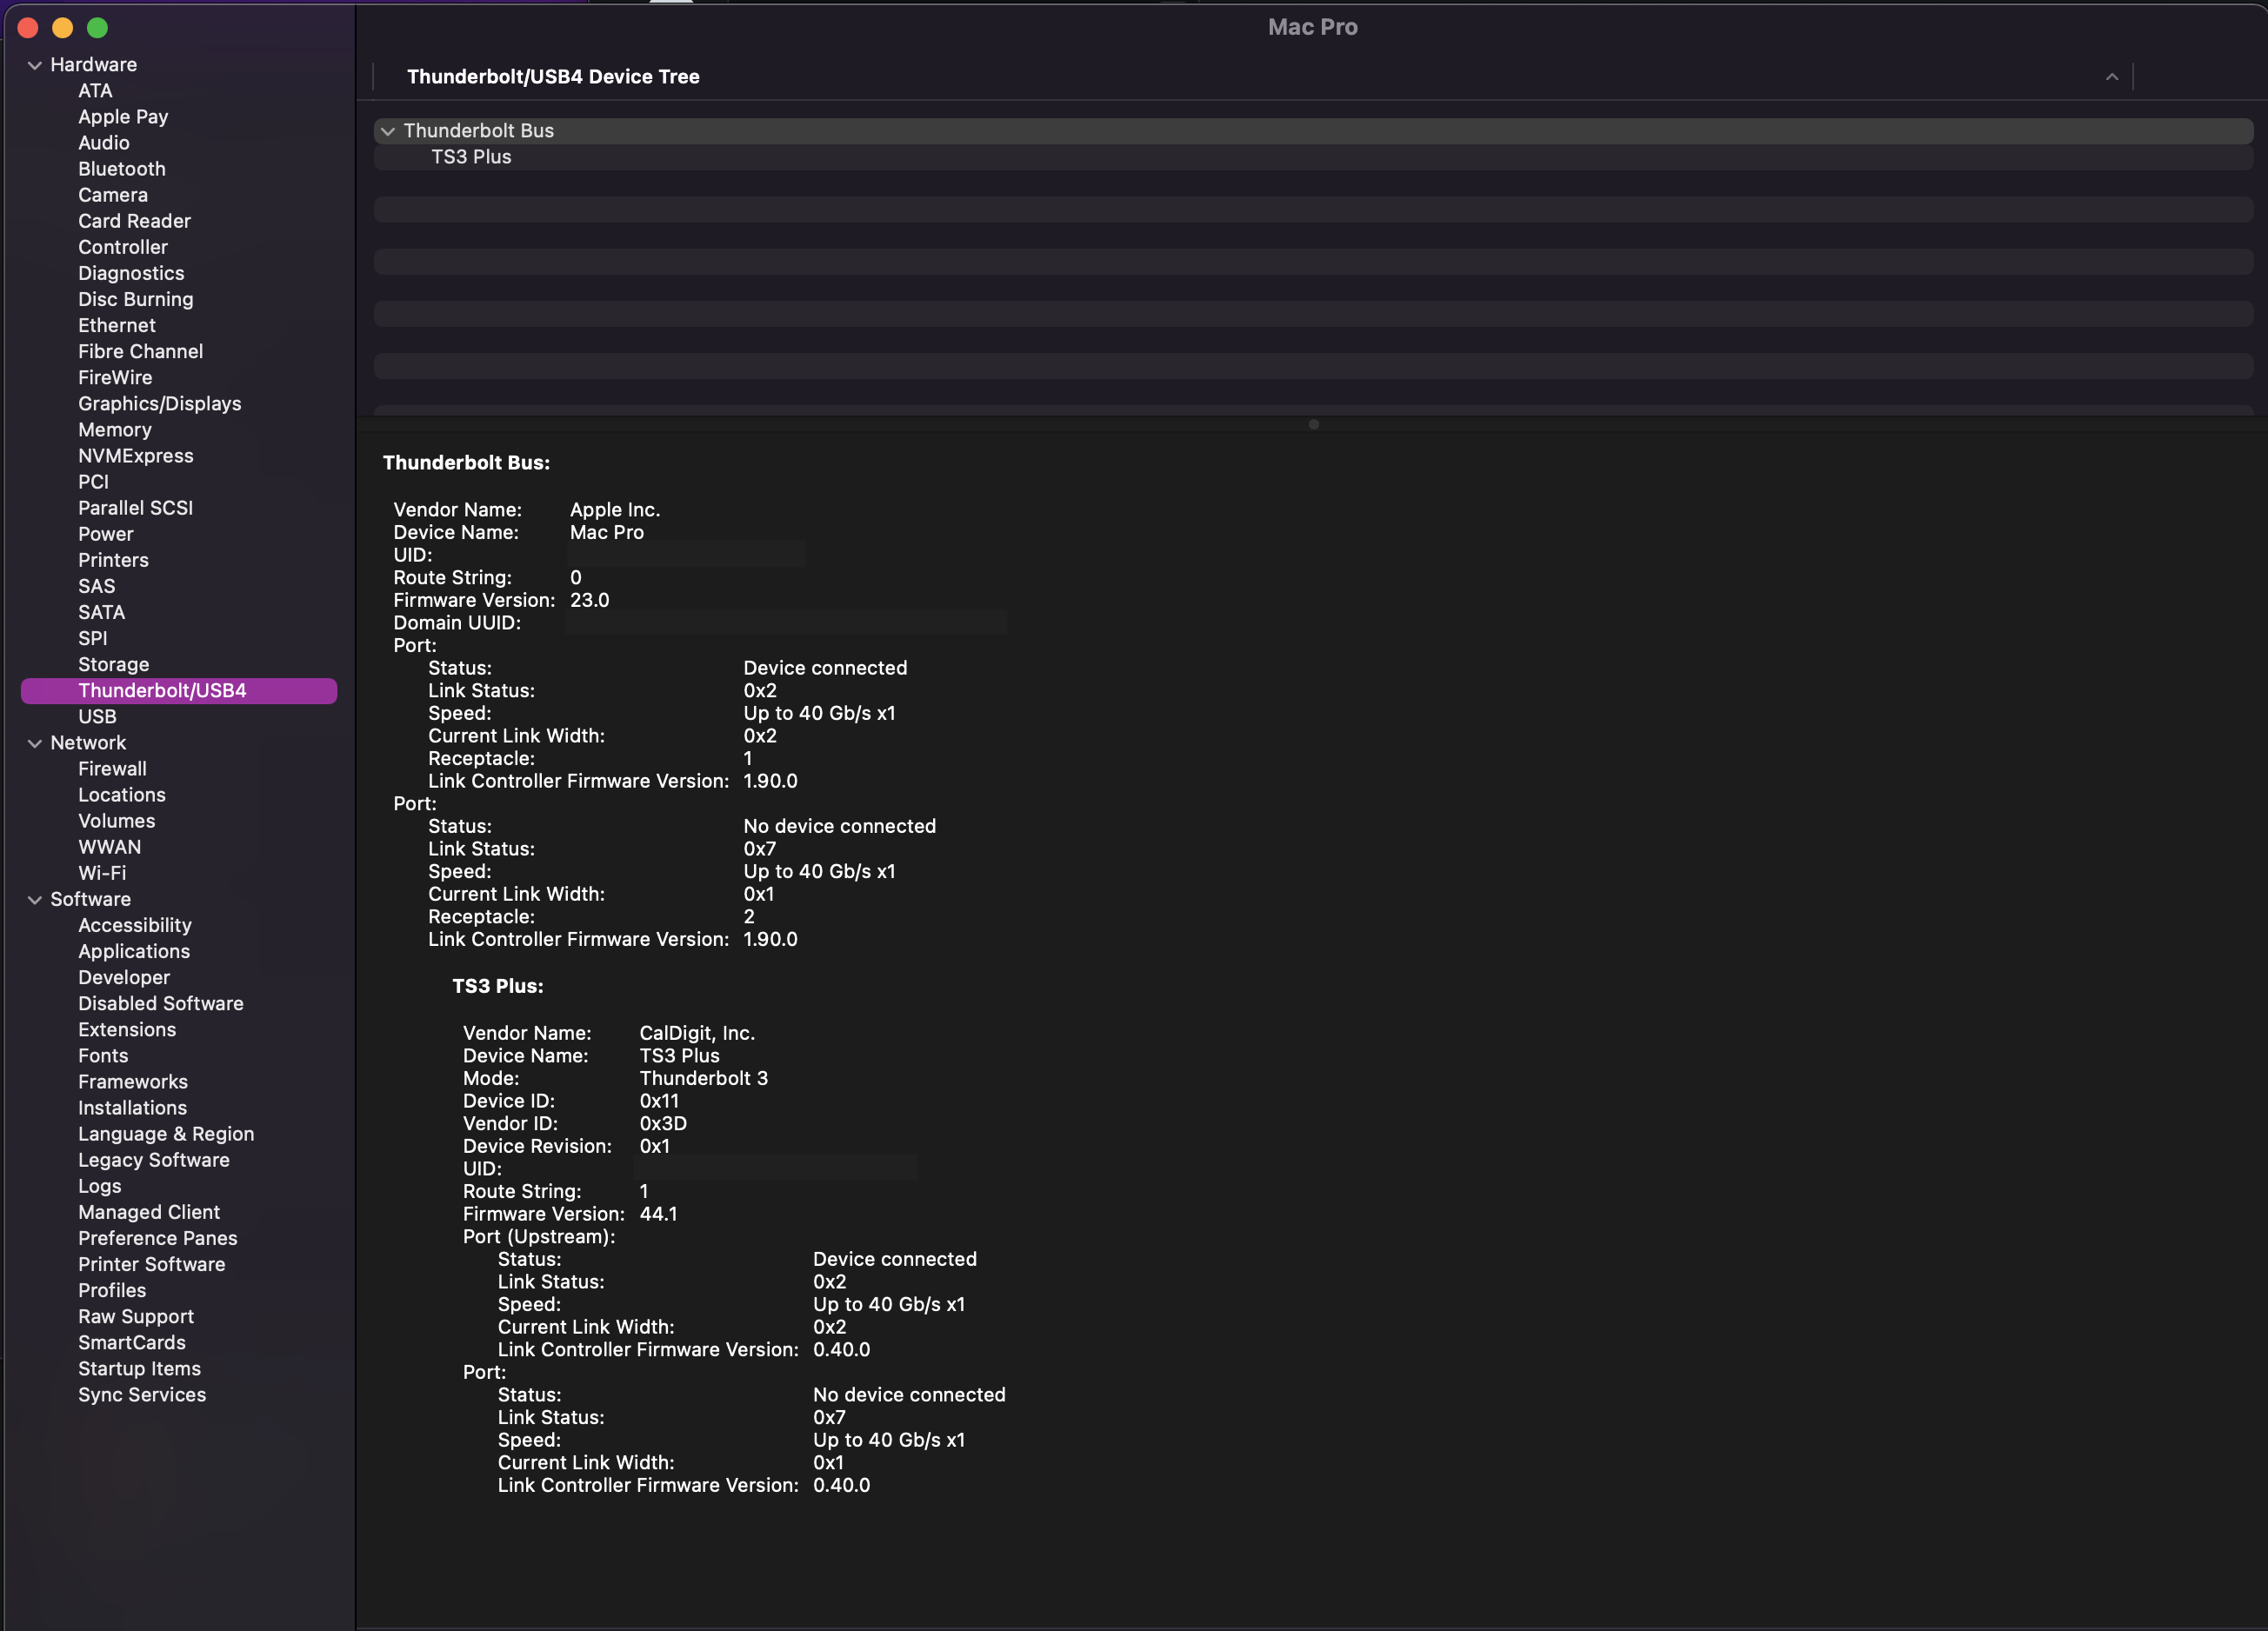 Mac Pro
Hardware
ATA
Apple Pay
Audio
Bluetooth
Camera
Card Reader
Controller
Diagnostics
Disc Burning
Ethernet
Fibre Channel
FireWire
Graphics/Displays
Memory
NVMExpress
PCI
Parallel SCSI
Power
Printers
SAS
SATA
SPI
Storage
Thunderbolt/USB4
USB
Network
Firewall
Locations
Volumes
WWAN
Wi-Fi
Software
Accessibility
Applications
Developer
Disabled Software
Extensions
Fonts
Frameworks
Installations
Language & Region
Legacy Software
Logs
Managed Client
Preference Panes
Printer Software
Profiles
Raw Support
SmartCards
Startup Items
Sync Services
Thunderbolt/USB4 Device Tree
Thunderbolt Bus
TS3 Plus
Thunderbolt Bus:
Vendor Name: Apple Inc.
Device Name: Mac Pro
UID:
Route String: 0
Firmware Version: 23.0
Domain UUID:
Port:
Status: Device connected
Link Status: 0x2
Speed: Up to 40 Gb/s x1
Current Link Width: 0x2
Receptacle: 1
Link Controller Firmware Version: 1.90.0
Port:
Status: No device connected
Link Status: 0x7
Speed: Up to 40 Gb/s x1
Current Link Width: 0x1
Receptacle: 2
Link Controller Firmware Version: 1.90.0
TS3 Plus:
Vendor Name: CalDigit, Inc.
Device Name: TS3 Plus
Mode: Thunderbolt 3
Device ID: 0x11
Vendor ID: 0x3D
Device Revision: 0x1
UID:
Route String: 1
Firmware Version: 44.1
Port (Upstream):
Status: Device connected
Link Status: 0x2
Speed: Up to 40 Gb/s x1
Current Link Width: 0x2
Link Controller Firmware Version: 0.40.0
Port:
Status: No device connected
Link Status: 0x7
Speed: Up to 40 Gb/s x1
Current Link Width: 0x1
Link Controller Firmware Version: 0.40.0